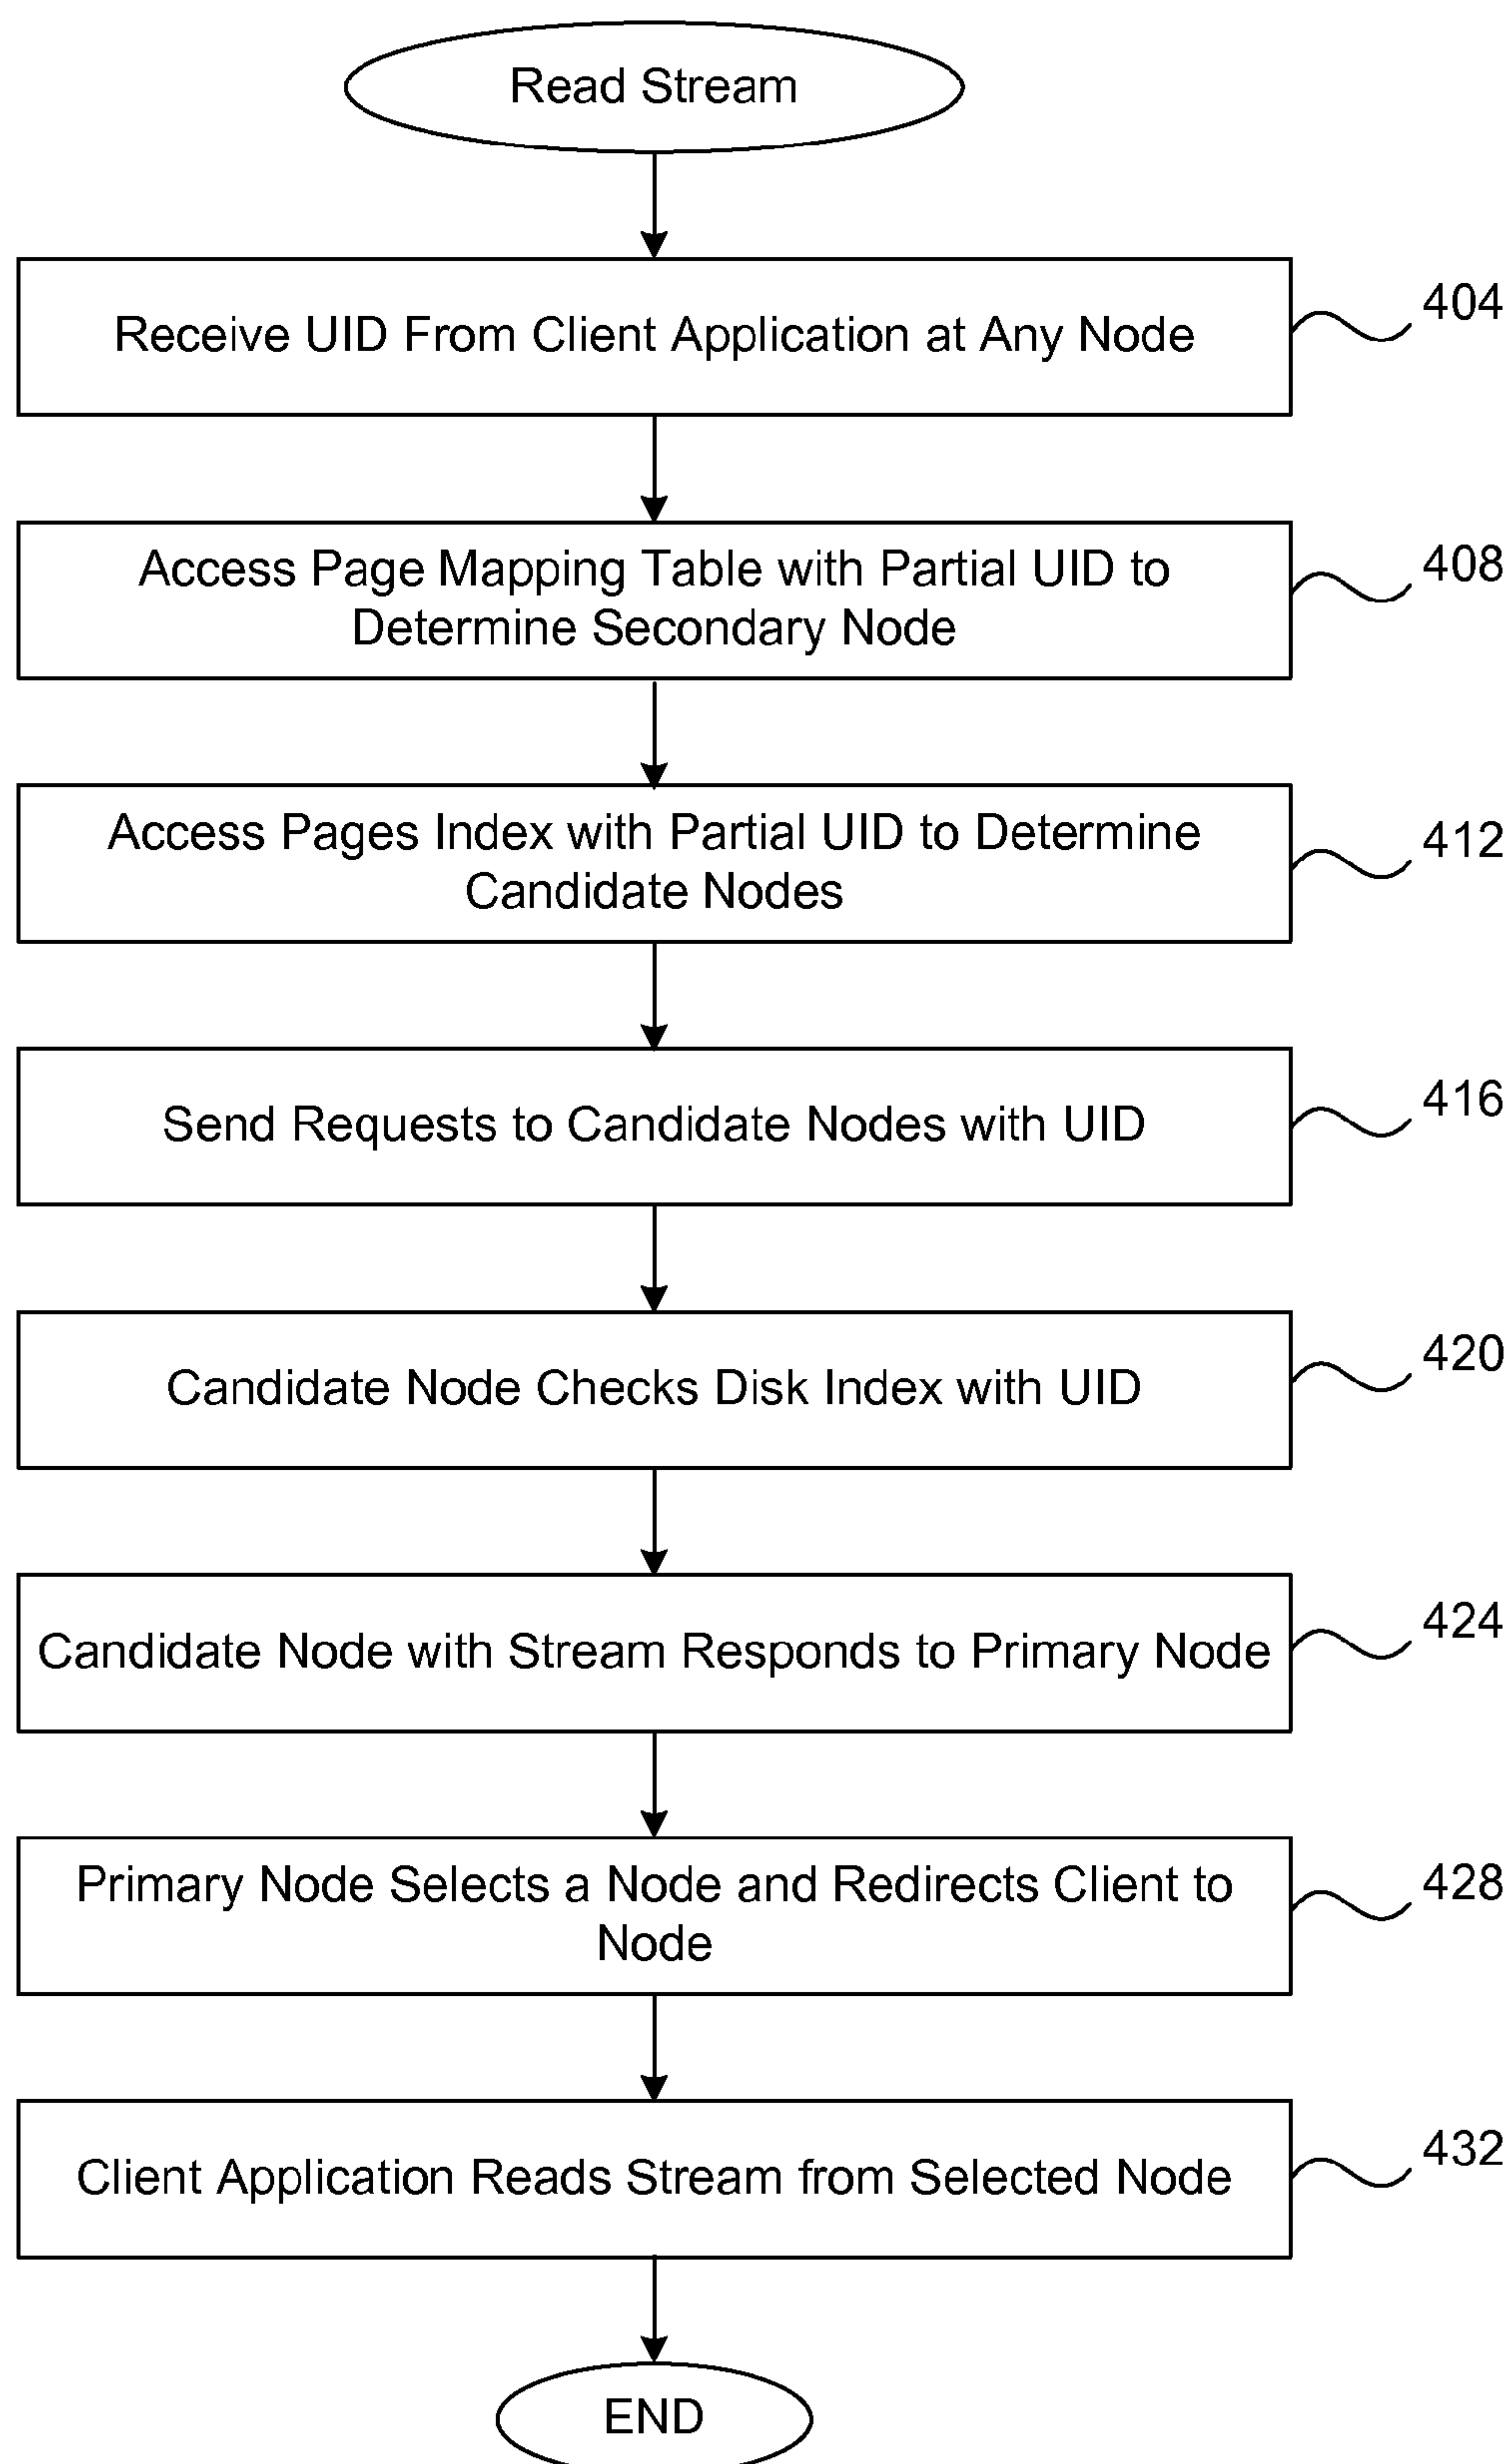 Read Stream
Receive UID From Client Application at Any Node
404
Access Page Mapping Table with Partial UID to
Determine Secondary Node
408
Access Pages Index with Partial UID to Determine
Candidate Nodes
412
Send Requests to Candidate Nodes with UID
416
Candidate Node Checks Disk Index with UID
420
Candidate Node with Stream Responds to Primary Node
424
Primary Node Selects a Node and Redirects Client to
Node
428
Client Application Reads Stream from Selected Node
432
END